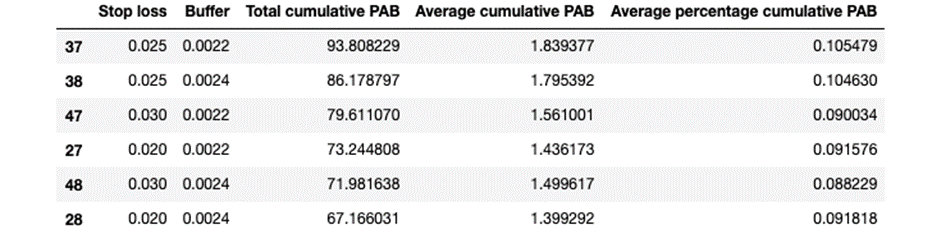 Stop loss Buffer Total cumulative PAB Average cumulative PAB Average percentage cumulative PAB
37 0.025 0.0022 93.808229 1.839377 0.105479
38 0.025 0.0024 86.178797 1.795392 0.104630
47 0.030 0.0022 79.611070 1.561001 0.090034
27 0.020 0.0022 73.244808 1.436173 0.091576
48 0.030 0.0024 71.981638 1.499617 0.088229
28 0.020 0.0024 67.166031 1.399292 0.091818